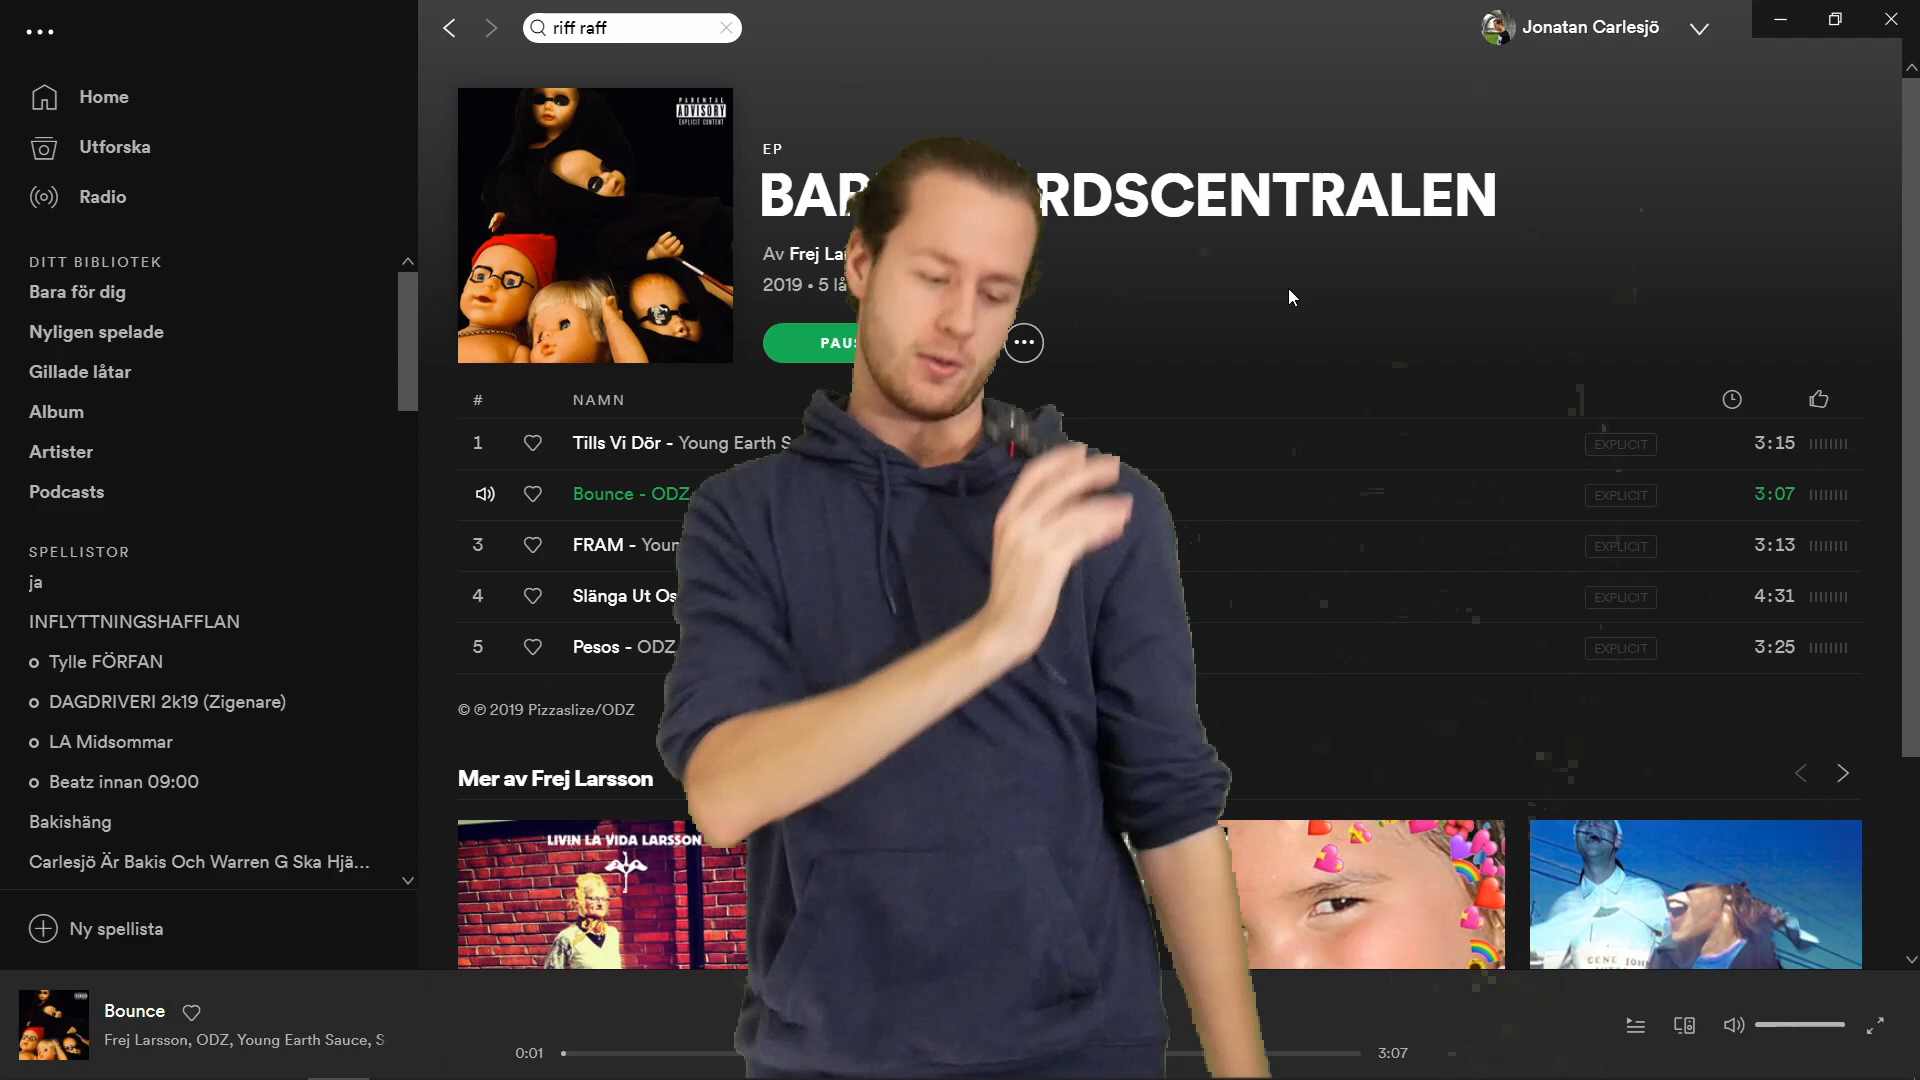 riff raff
Jonatan Carlesjö
Home
Utforska
Radio
DITT BIBLIOTEK
Bara för dig
Nyligen spelade
Gillade låtar
Album
Artister
Podcasts
SPELLISTOR
ja
INFLYTTNINGSHAFFLAN
Tylle FÖRFAN
DAGDRIVERI 2k19 (Zigenare)
LA Midsommar
Beatz innan 09:00
Bakishäng
Carlesjö Är Bakis Och Warren G Ska Hjä...
Ny spellista
PARENTAL
ADVISORY
EXPLICIT CONTENT
EP
RDSCENTRALEN
Av Frej
2019 • 5
# NAMN
1 Tills Vi Dör - Young Earth S EXPLICIT 3:15
Bounce - ODZ EXPLICIT 3:07
3 FRAM - EXPLICIT 3:13
4 Slänga Ut EXPLICIT 4:31
5 Pesos - ODZ EXPLICIT 3:25
© ℗ 2019 Pizzaslize/ODZ
Mer av Frej Larsson
LIVIN LA VIDA LARSSON
GENE
Bounce
Frej Larsson, ODZ, Young Earth Sauce, S
0:01 3:07